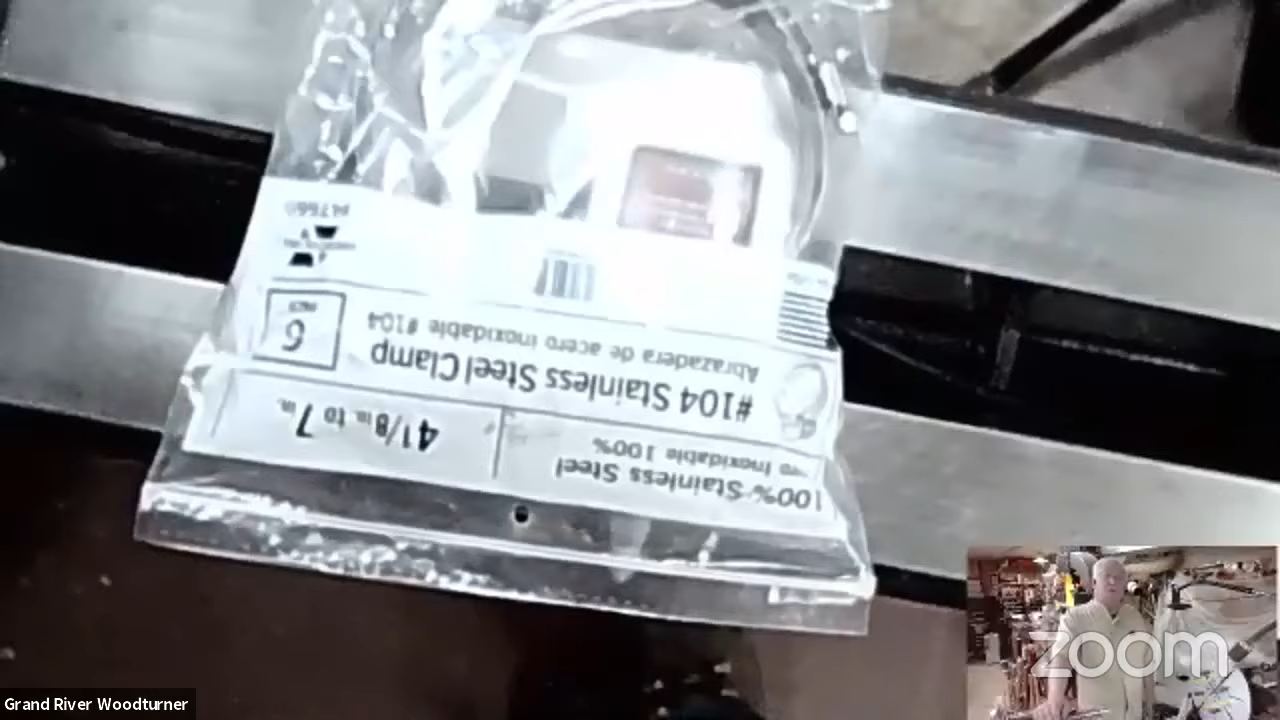 100% Stainless Steel
Inoxidable 100%
4 1/8 in. to 7 in.
#104 Stainless Steel Clamp
Abrazadera de acero inoxidable #104
6
PACK
zoom
Grand River Woodturner